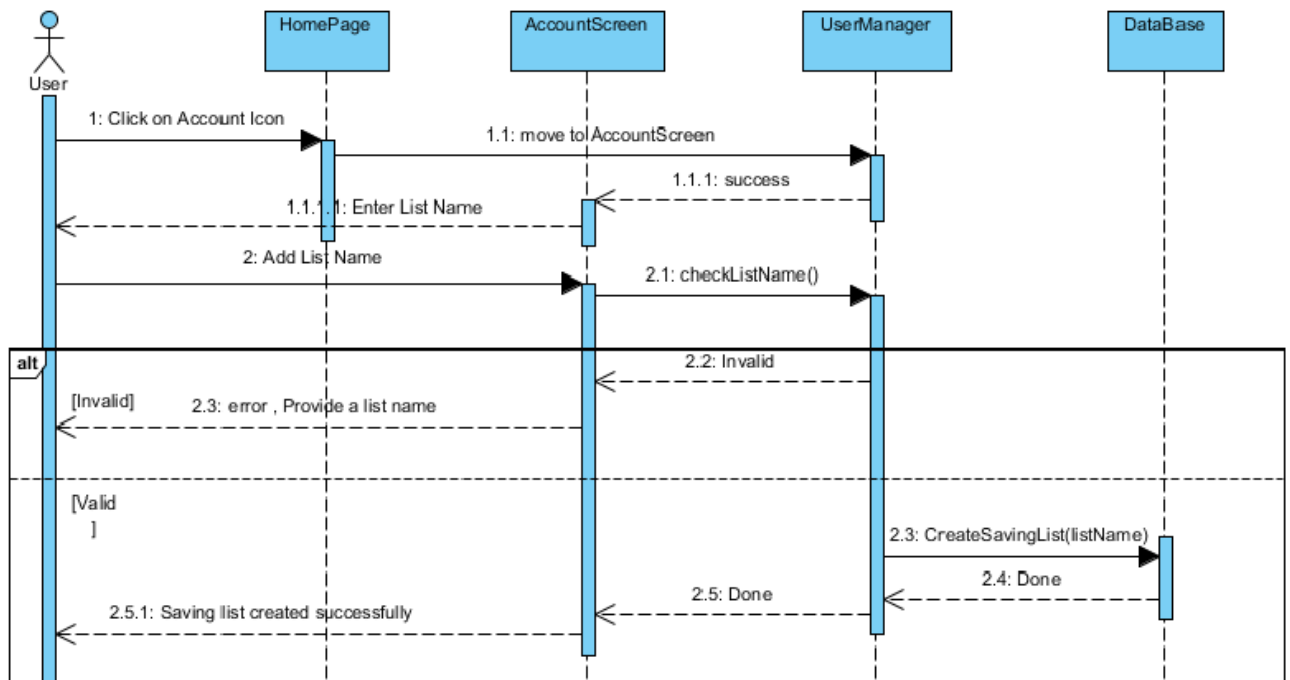 HomePage
AccountScreen
UserManager
DataBase
User
1: Click on Account Icon
1.1: move to AccountScreen
1.1.1: success
1.1.1.1: Enter List Name
2: Add List Name
2.1: checkListName()
alt
2.2: Invalid
[Invalid]
2.3: error , Provide a list name
[Valid
]
2.3: CreateSavingList(listName)
2.4: Done
2.5: Done
2.5.1: Saving list created successfully